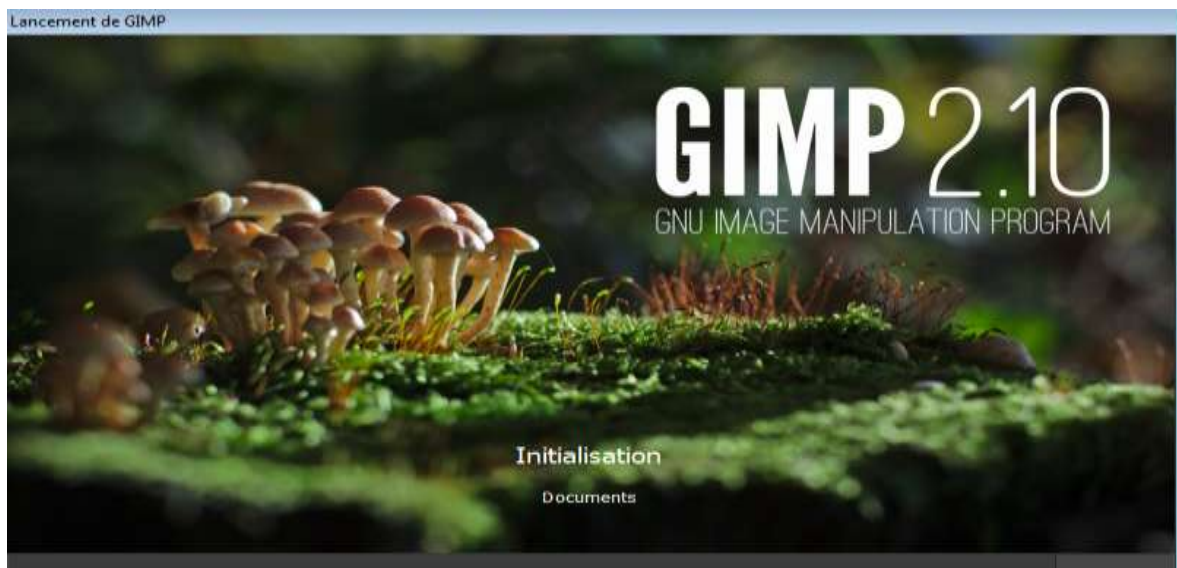 Lancement de GIMP
GIMP 2.10
GNU IMAGE MANIPULATION PROGRAM
Initialisation
Documents